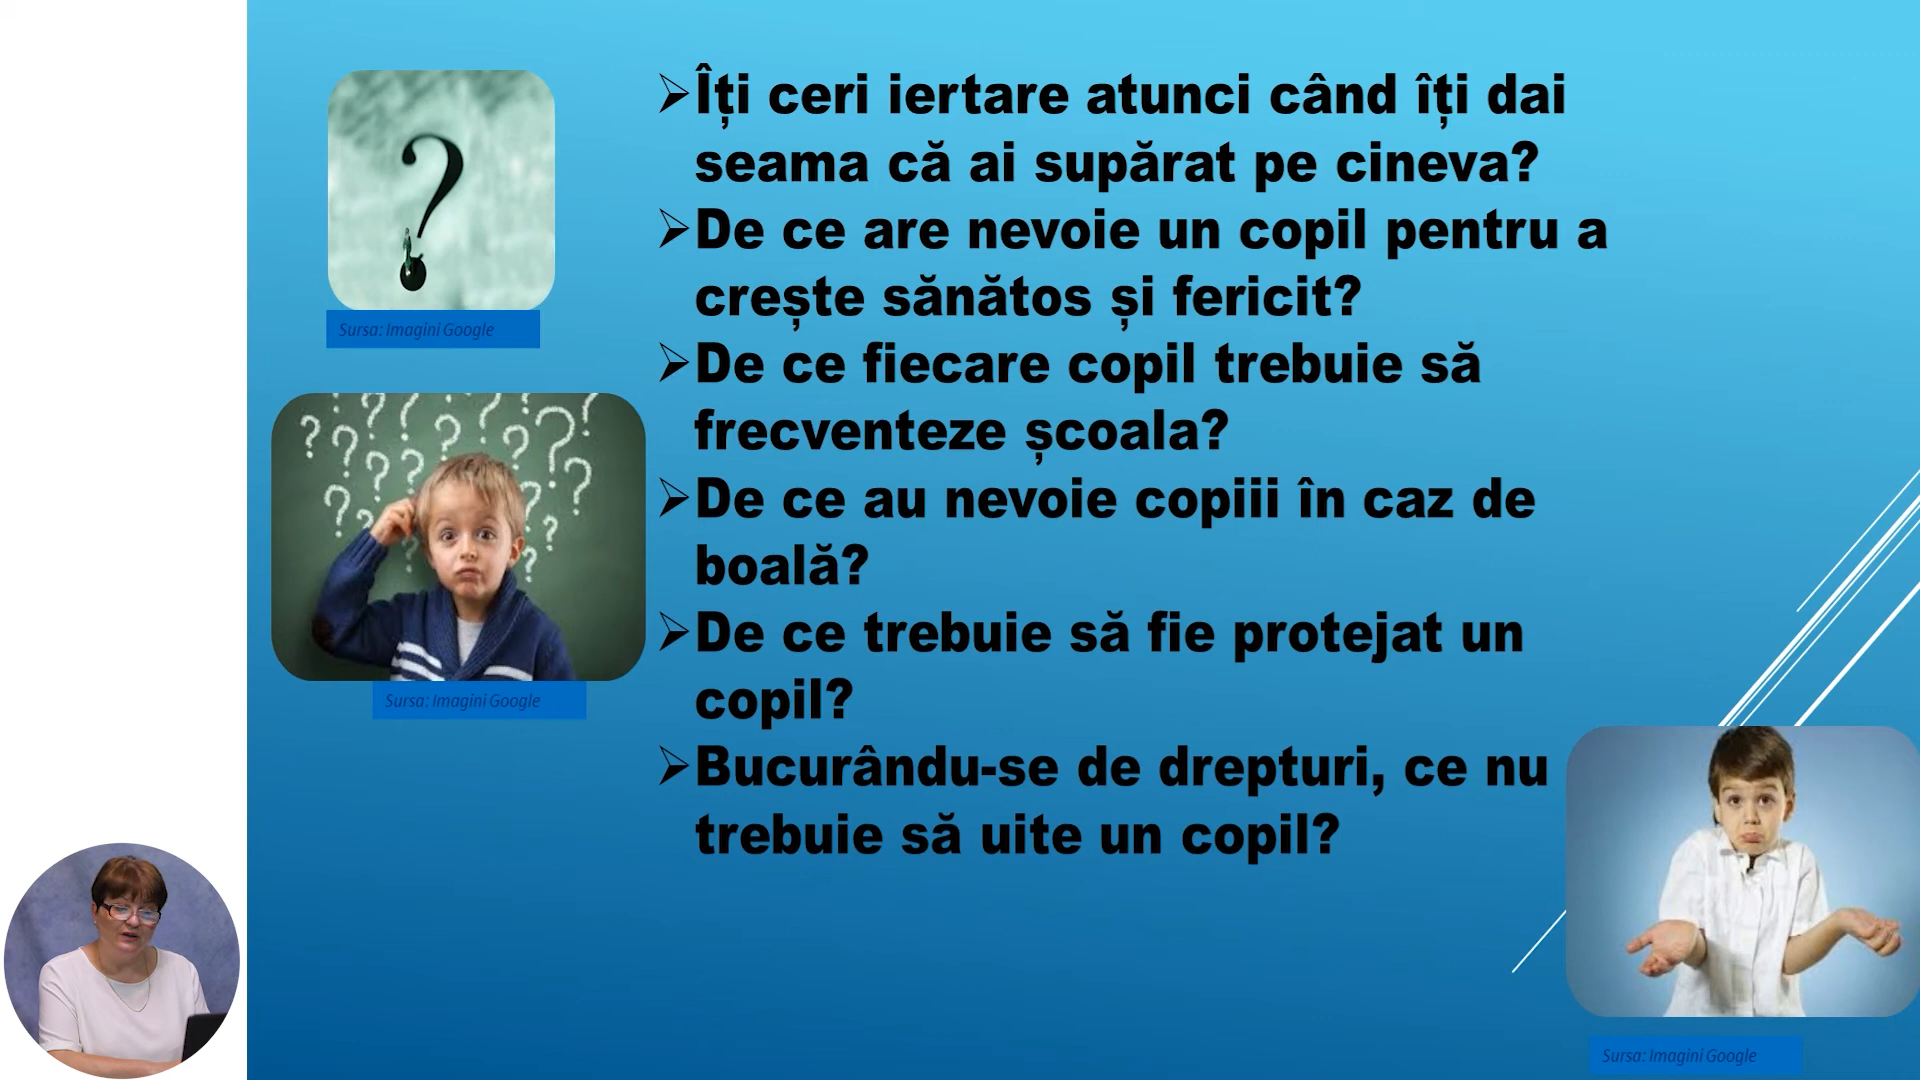 Îți ceri iertare atunci când îți dai
seama că ai supărat pe cineva?
De ce are nevoie un copil pentru a
crește sănătos și fericit?
De ce fiecare copil trebuie să
frecventeze școala?
De ce au nevoie copiii în caz de
boală?
De ce trebuie să fie protejat un
copil?
Bucurându-se de drepturi, ce nu
trebuie să uite un copil?
Sursa: Imagini Google
Sursa: Imagini Google
Sursa: Imagini Google